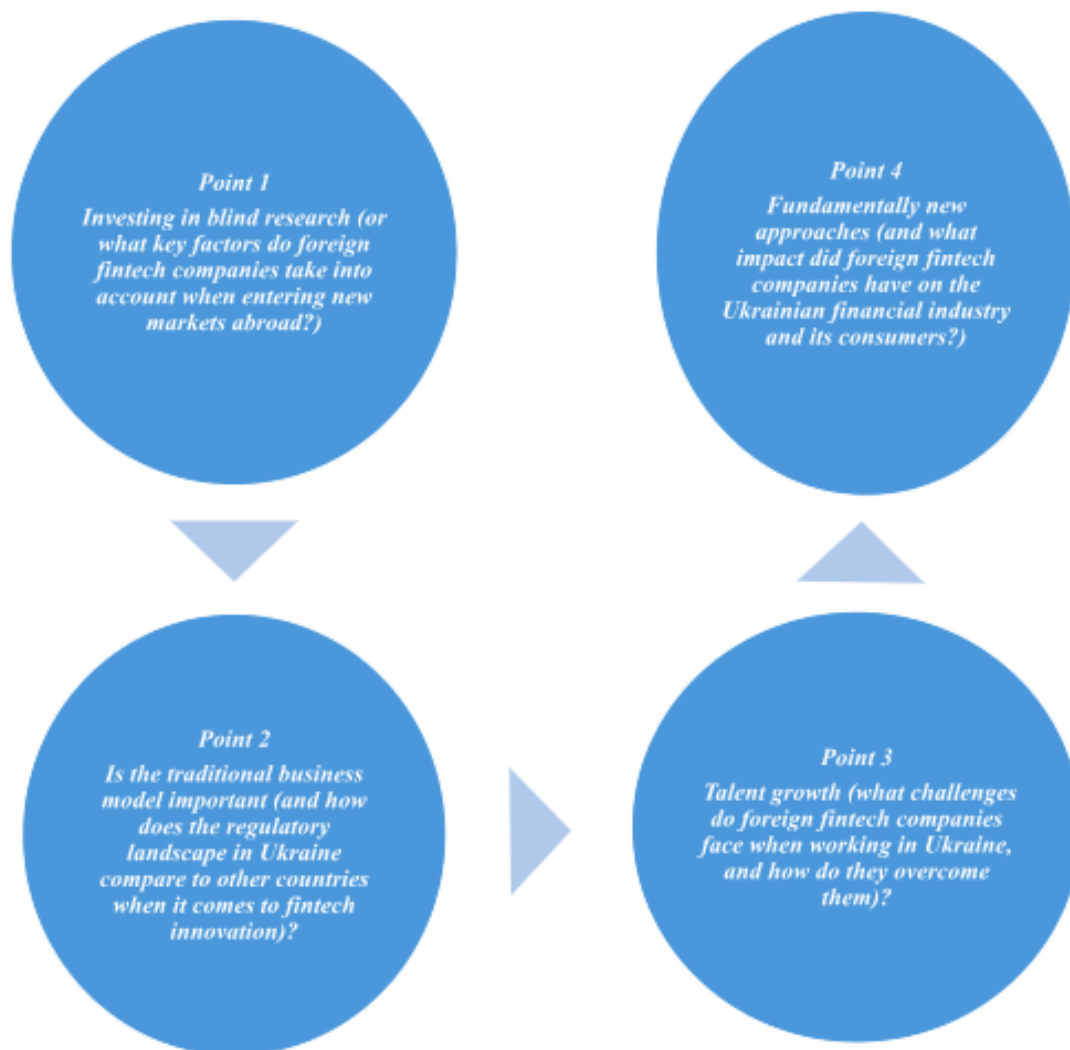 Point 1
Investing in blind research (or
what key factors do foreign
fintech companies take into
account when entering new
markets abroad?)
Point 2
Is the traditional business
model important (and how
does the regulatory
landscape in Ukraine
compare to other countries
when it comes to fintech
innovation)?
Point 3
Talent growth (what challenges
do foreign fintech companies
face when working in Ukraine,
and how do they overcome
them)?
Point 4
Fundamentally new
approaches (and what
impact did foreign fintech
companies have on the
Ukrainian financial industry
and its consumers?)